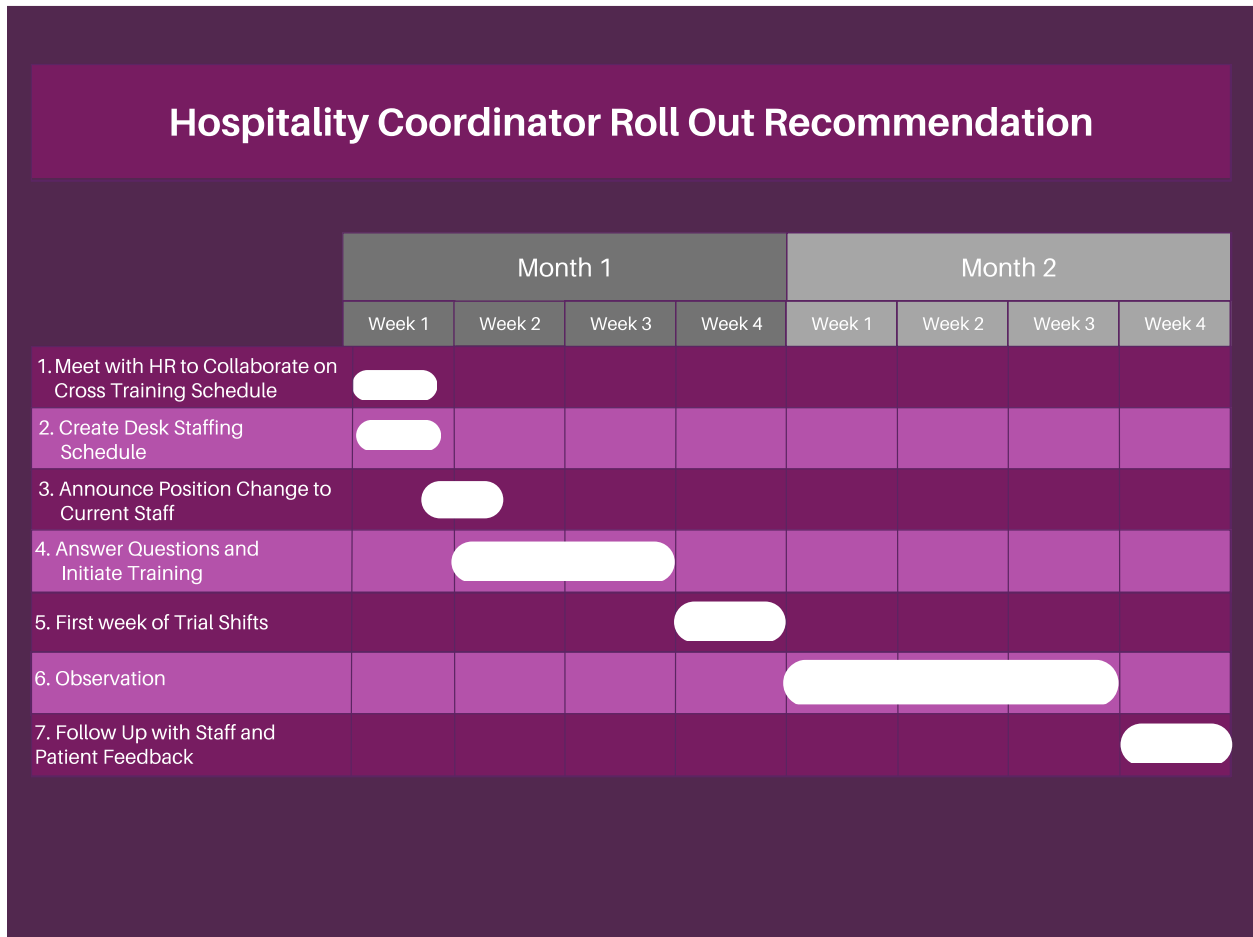 Hospitality Coordinator Roll Out Recommendation
Month 1
Month 2
Week 1
Week 2
Week 3
Week 4
Week 1
Week 2
Week 3
Week 4
1. Meet with HR to Collaborate on
Cross Training Schedule
2. Create Desk Staffing
Schedule
3. Announce Position Change to
Current Staff
4. Answer Questions and
Initiate Training
5. First week of Trial Shifts
6. Observation
7. Follow Up with Staff and
Patient Feedback